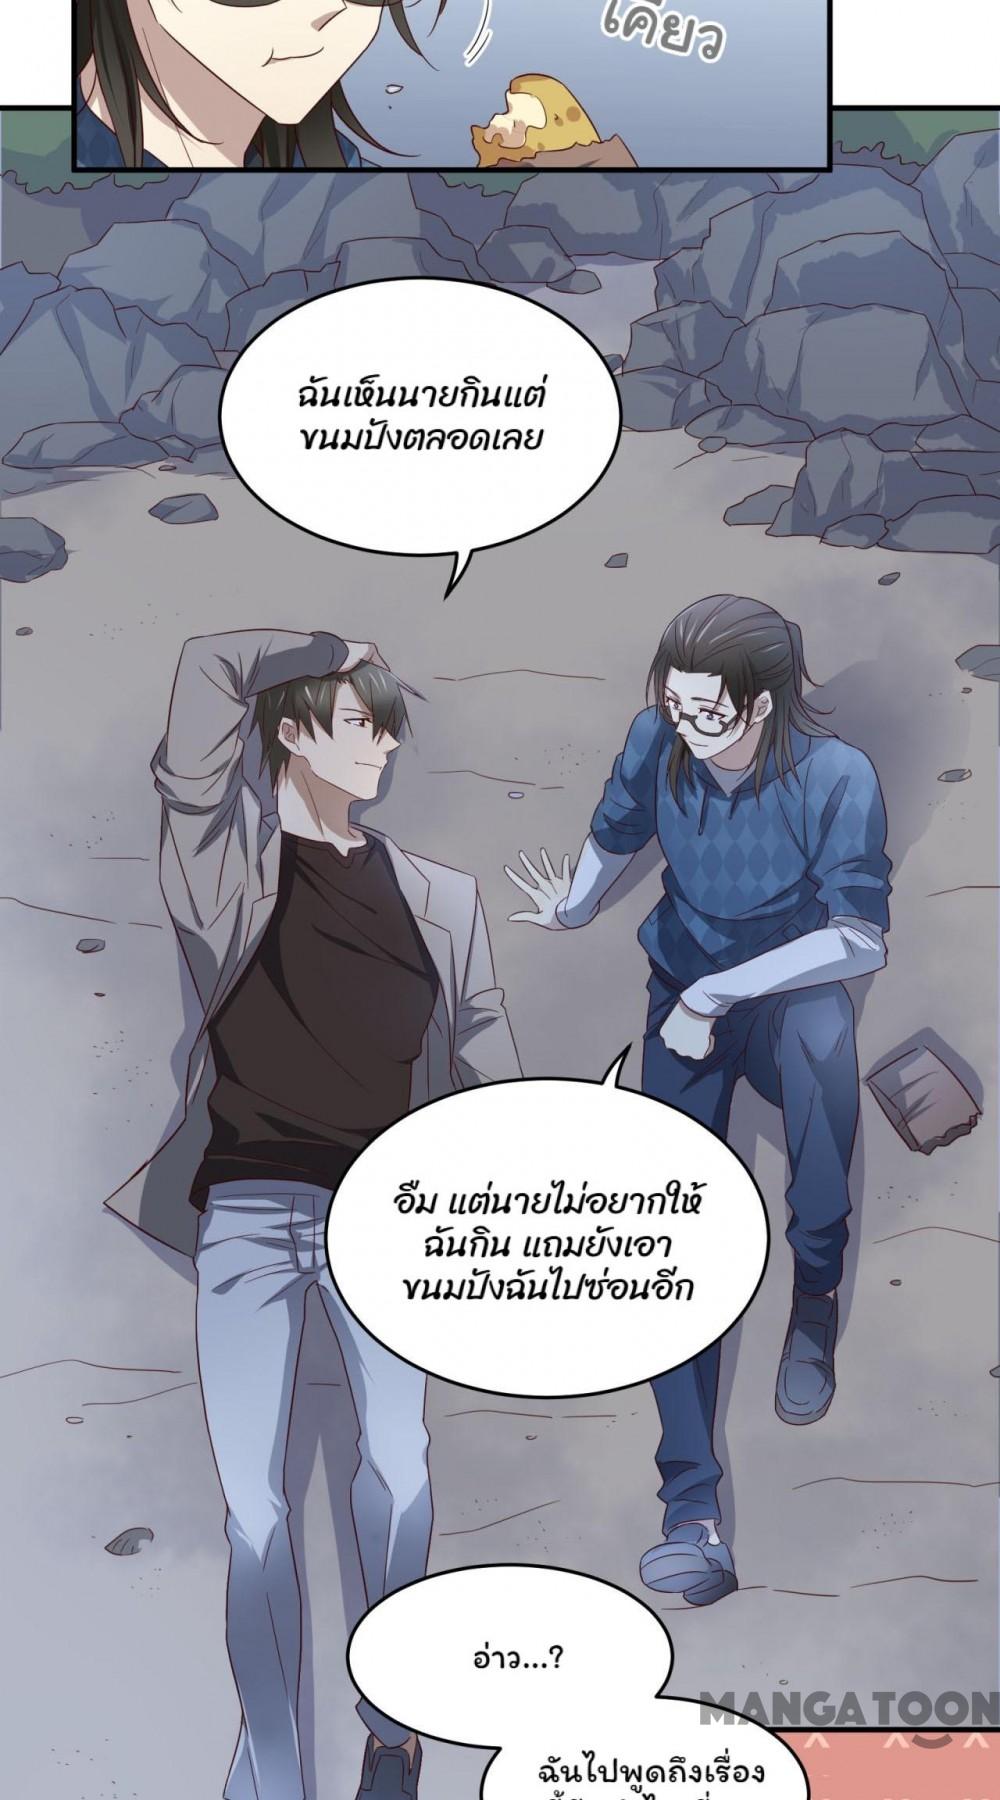 เคี้ยว
ฉันเห็นนายกินแต่
ขนมปังตลอดเลย
อืม แต่นายไม่อยากให้
ฉันกิน แถมยังเอา
ขนมปังฉันไปซ่อนอีก
อ่าว...?
MANGATOON
ฉันไปพูดถึงเรื่อง